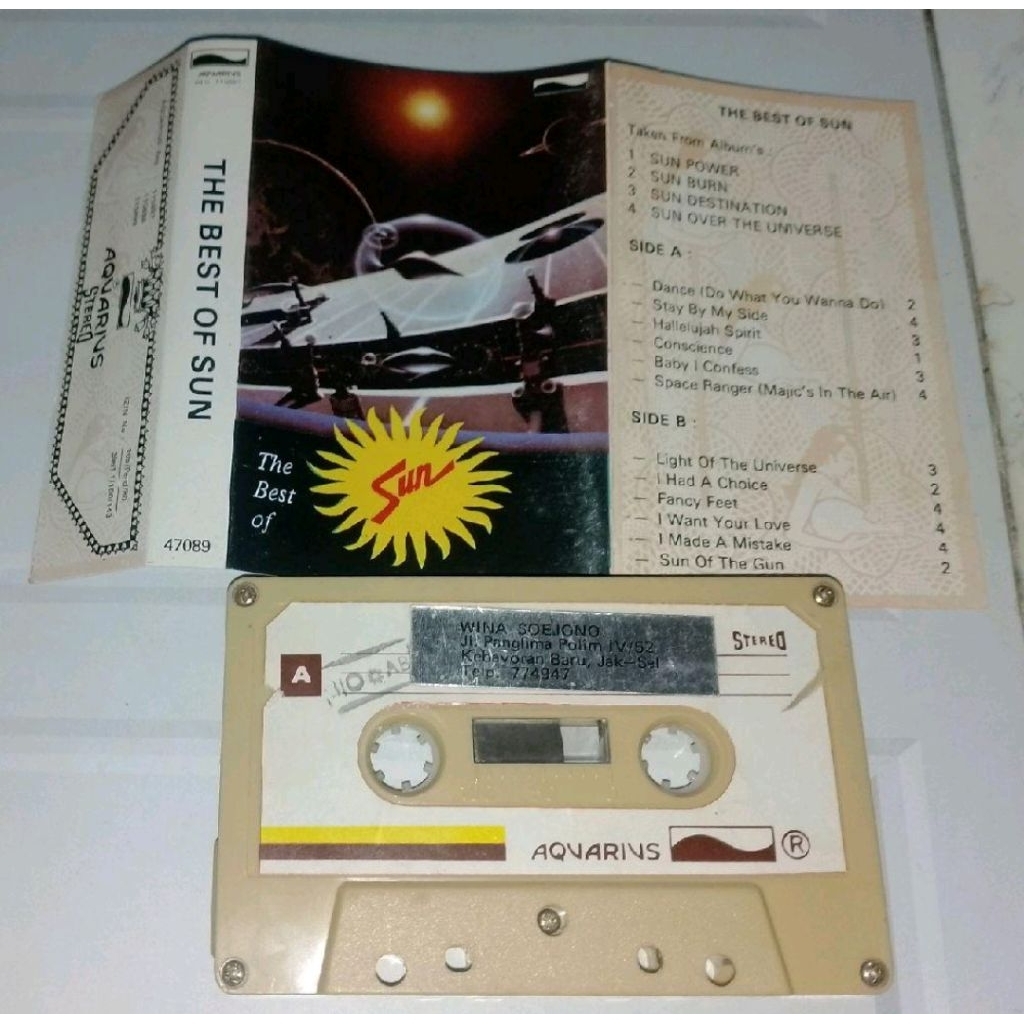 AQUARIUS
STEREO
AQUARIUS
THE BEST OF SUN
47089
The
Best
of
Sun
THE BEST OF SUN
Taken From Album's :
1 SUN POWER
2 SUN BURN
3 SUN DESTINATION
4 SUN OVER THE UNIVERSE
SIDE A :
— Dance (Do What You Wanna Do) 2
— Stay By My Side 4
— Hallelujah Spirit 3
— Conscience 1
— Baby I Confess 3
— Space Ranger (Majic's In The Air) 4
SIDE B :
— Light Of The Universe 3
— I Had A Choice 2
— Fancy Feet 4
— I Want Your Love 4
— I Made A Mistake 4
— Sun Of The Gun 2
WINA SOEJONO
Jl. Panglima Polim IV/52
Kebayoran Baru, Jak-Sel
Telp. 774947
STEREO
A
AQUARIUS ®